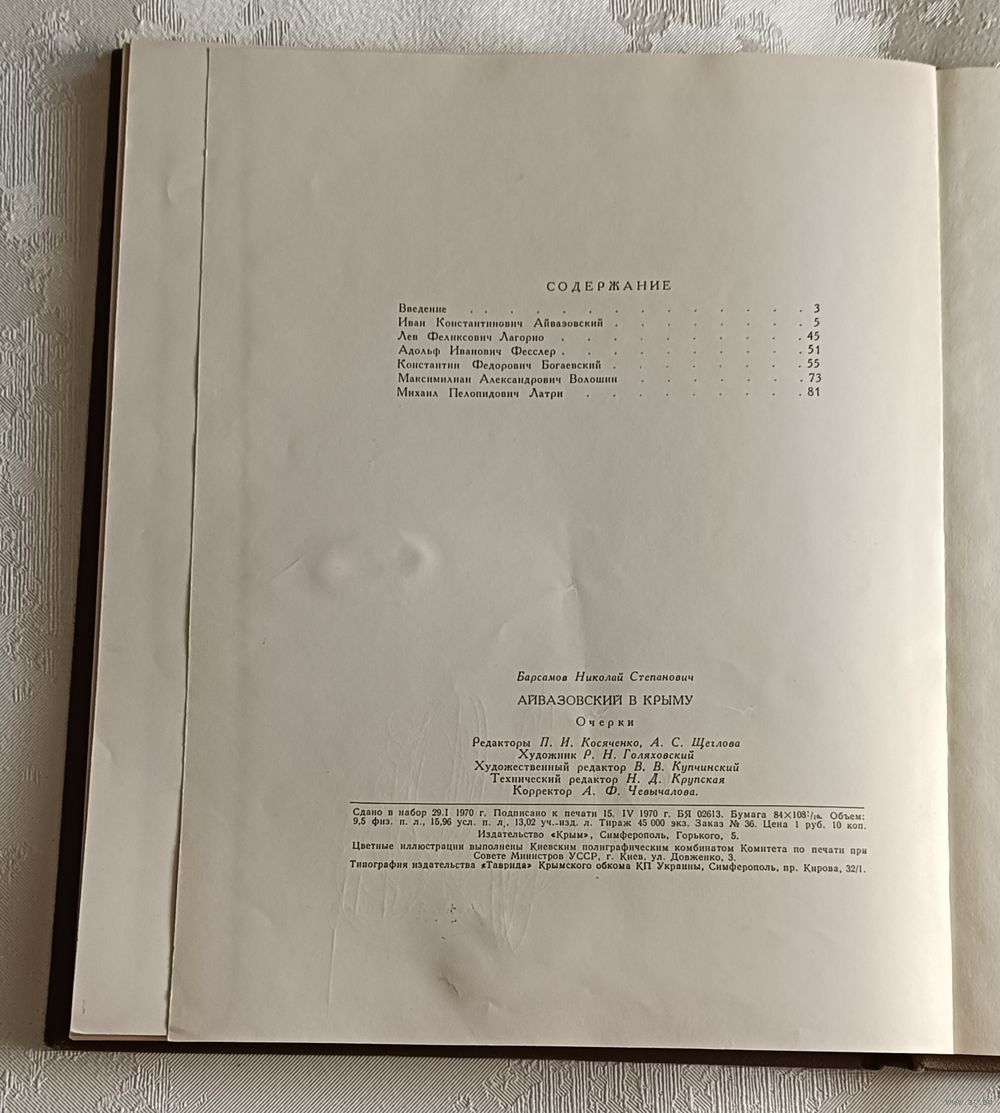 СОДЕРЖАНИЕ
Введение . . . . . . . . . . . . . . 3
Иван Константинович Айвазовский . . . . . . . 5
Лев Феликсович Лагорио . . . . . . . . . 45
Адольф Иванович Фесслер . . . . . . . . . 51
Константин Федорович Богаевский . . . . . . . 55
Максимилиан Александрович Волошин . . . . . . 73
Михаил Пелопидович Латри . . . . . . . . 81
Барсамов Николай Степанович
АЙВАЗОВСКИЙ В КРЫМУ
Очерки
Редакторы П. И. Косяченко, А. С. Щеглова
Художник Р. Н. Голяховский
Художественный редактор В. В. Купчинский
Технический редактор Н. Д. Крупская
Корректор А. Ф. Чевычалова.
Сдано в набор 29.I 1970 г. Подписано к печати 15. IV 1970 г. БЯ 02613. Бумага 84×108¹/₁₆. Объем:
9,5 физ. п. л., 15,96 усл. п. л, 13,02 уч.-изд. л. Тираж 45 000 экз. Заказ № 36. Цена 1 руб. 10 коп.
Издательство «Крым», Симферополь, Горького, 5.
Цветные иллюстрации выполнены Киевским полиграфическим комбинатом Комитета по печати при
Совете Министров УССР, г. Киев, ул. Довженко, 3.
Типография издательства «Таврида» Крымского обкома КП Украины, Симферополь, пр. Кирова, 32/1.